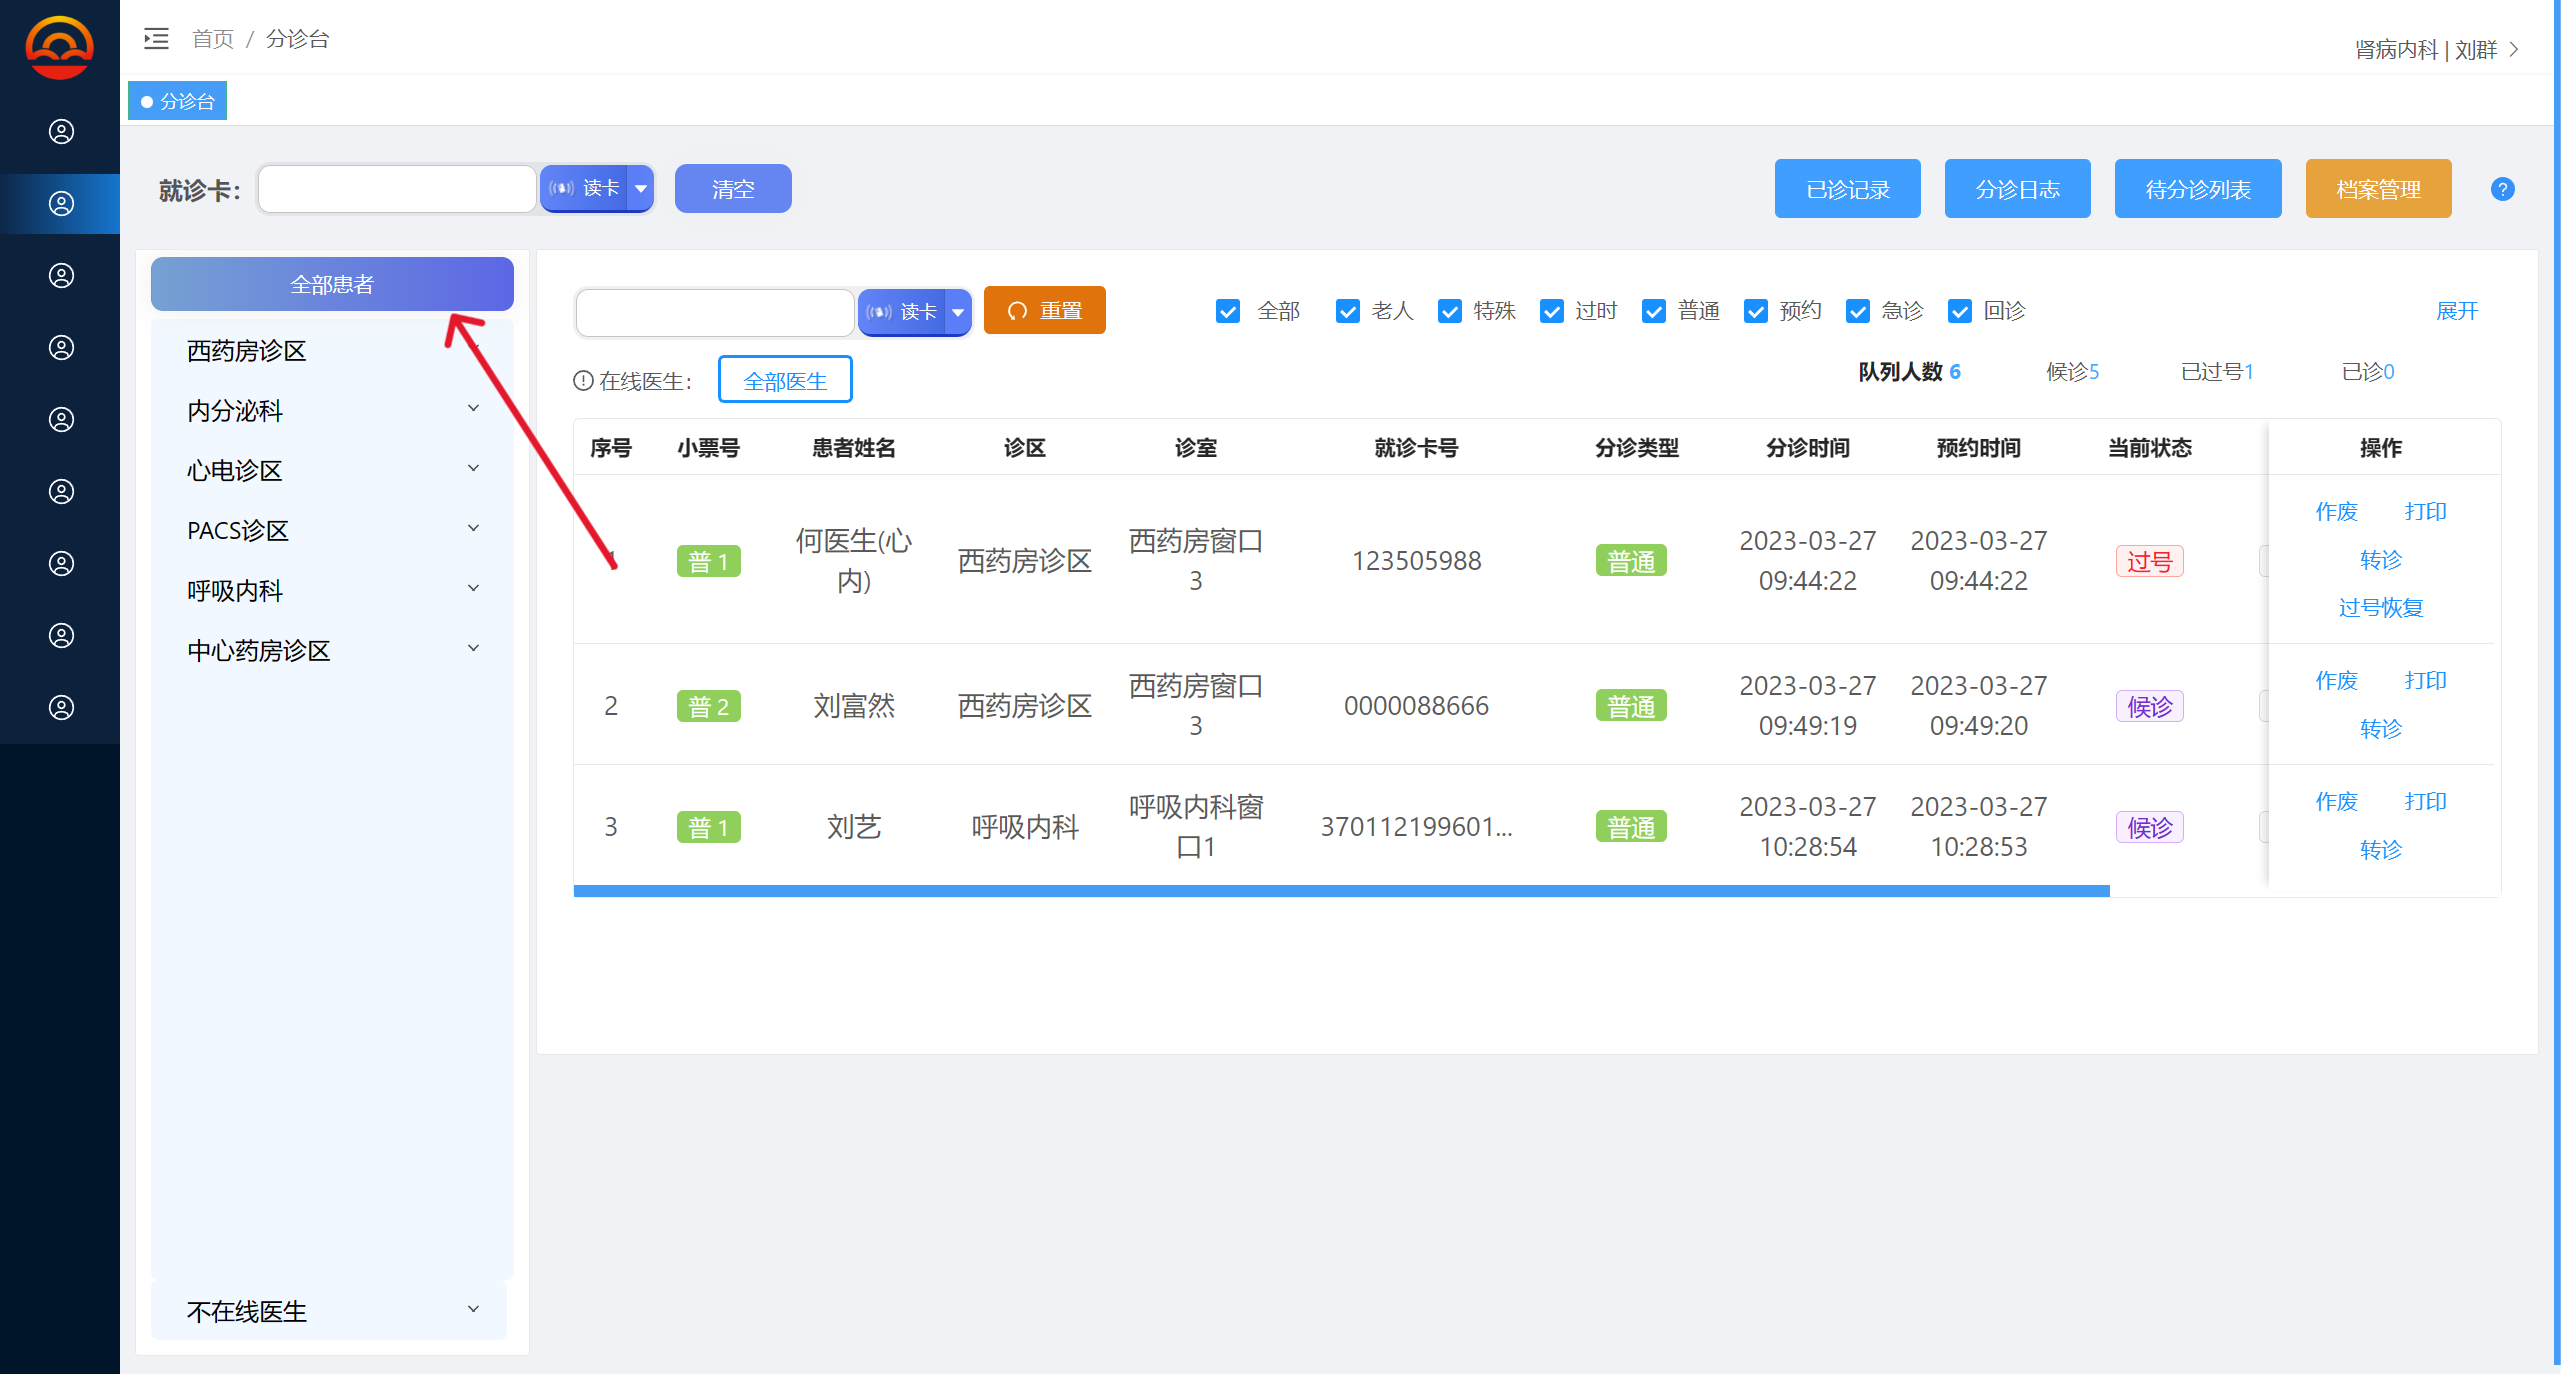 首页 / 分诊台
肾病内科 | 刘群
分诊台
就诊卡：
读卡
清空
已诊记录
分诊日志
待分诊列表
档案管理
?
全部患者
西药房诊区
内分泌科
心电诊区
PACS诊区
呼吸内科
中心药房诊区
不在线医生
读卡
重置
全部 老人 特殊 过时 普通 预约 急诊 回诊
展开
在线医生：
全部医生
队列人数 6 候诊5 已过号1 已诊0
序号 小票号 患者姓名 诊区 诊室 就诊卡号 分诊类型 分诊时间 预约时间 当前状态 操作
1 普 1 何医生(心内) 西药房诊区 西药房窗口3 123505988 普通 2023-03-27 09:44:22 2023-03-27 09:44:22 过号 作废 打印 转诊 过号恢复
2 普 2 刘富然 西药房诊区 西药房窗口3 0000088666 普通 2023-03-27 09:49:19 2023-03-27 09:49:20 候诊 作废 打印 转诊
3 普 1 刘艺 呼吸内科 呼吸内科窗口1 370112199601... 普通 2023-03-27 10:28:54 2023-03-27 10:28:53 候诊 作废 打印 转诊